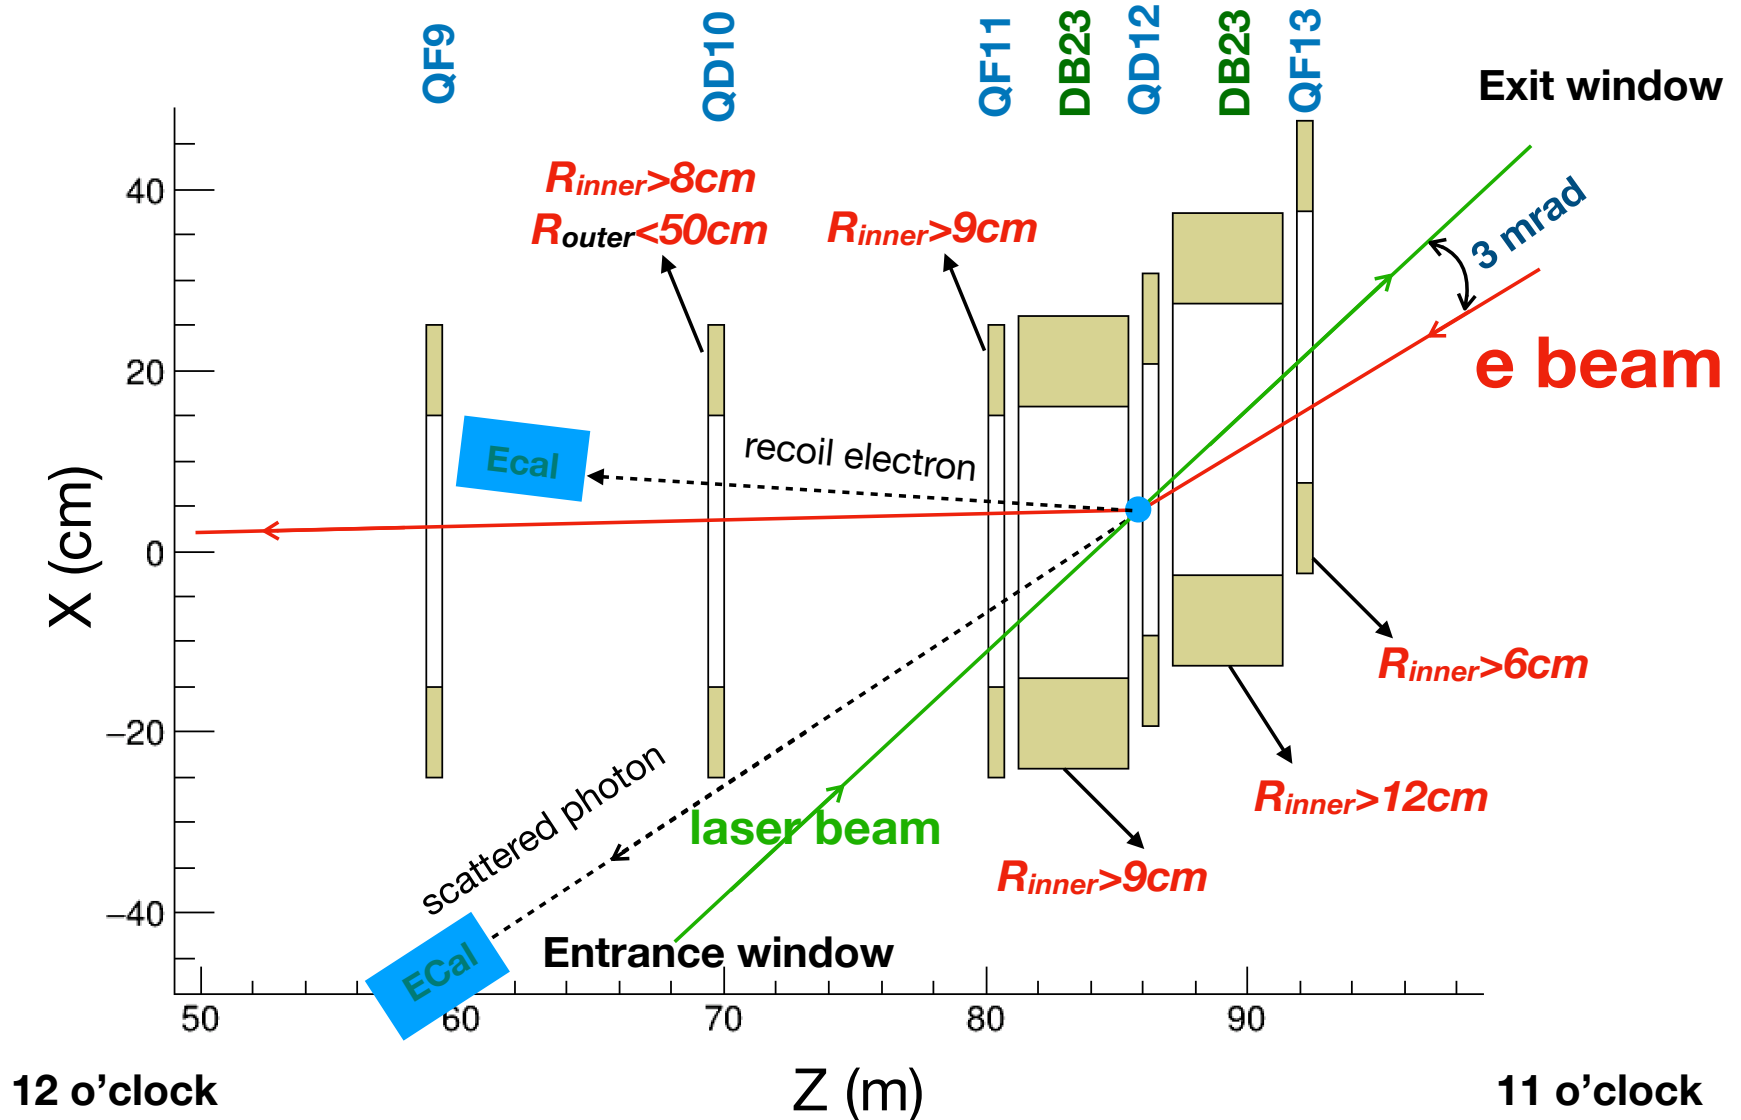 QF9
QD10
QF11
DB23
QD12
DB23
QF13
Exit window
40
20
0
−20
−40
X (cm)
Rinner>8cm
Router<50cm
Rinner>9cm
3 mrad
e beam
Ecal
recoil electron
Rinner>6cm
Rinner>12cm
Rinner>9cm
scattered photon
laser beam
Entrance window
ECal
50
60
70
80
90
12 o’clock
Z (m)
11 o’clock